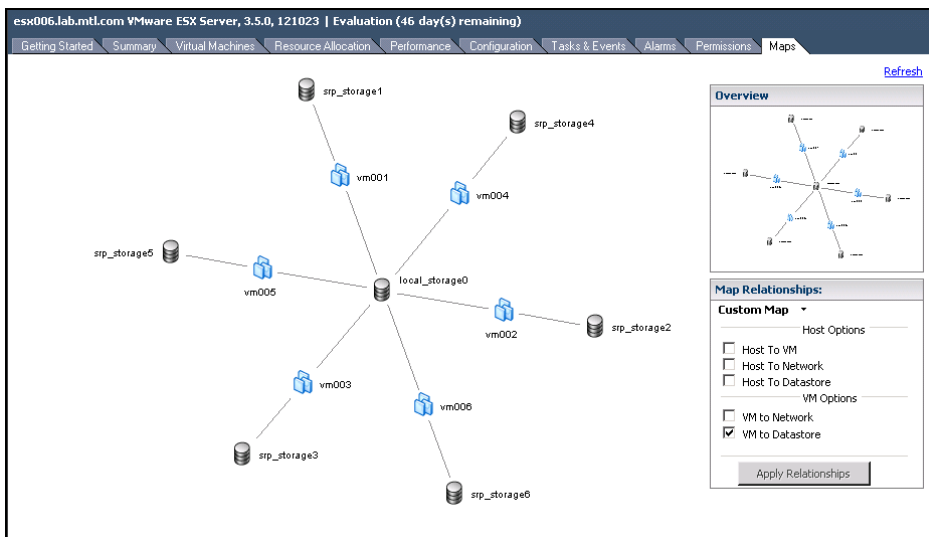 esx006.lab.mtl.com VMware ESX Server, 3.5.0, 121023 | Evaluation (46 day(s) remaining)
Getting Started Summary Virtual Machines Resource Allocation Performance Configuration Tasks & Events Alarms Permissions Maps
Refresh
srp_storage1
srp_storage4
vm001
vm004
srp_storage5
vm005
local_storage0
vm002
srp_storage2
vm003
vm006
srp_storage3
srp_storage6
Overview
Map Relationships:
Custom Map
Host Options
Host To VM
Host To Network
Host To Datastore
VM Options
VM to Network
VM to Datastore
Apply Relationships